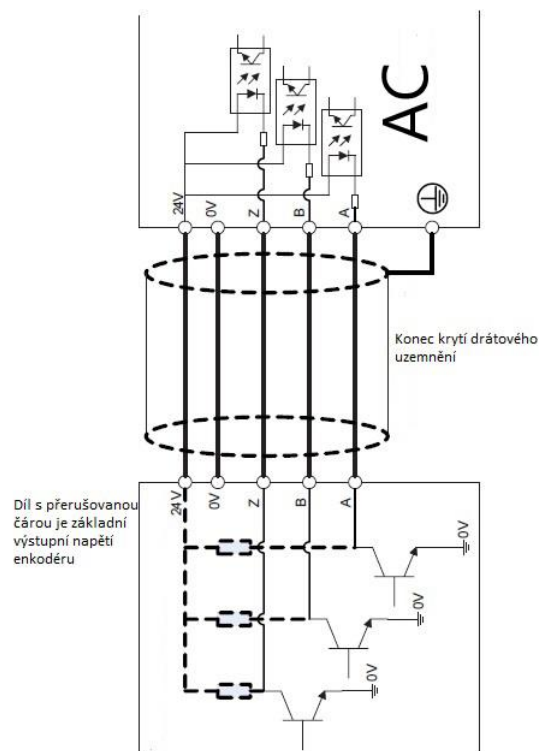 AC
24V
0V
Z
B
A
Konec krytí drátového
uzemnění
Díl s přerušovanou
čárou je základní
výstupní napětí
enkodéru
24V
0V
Z
B
A
0V
0V
0V